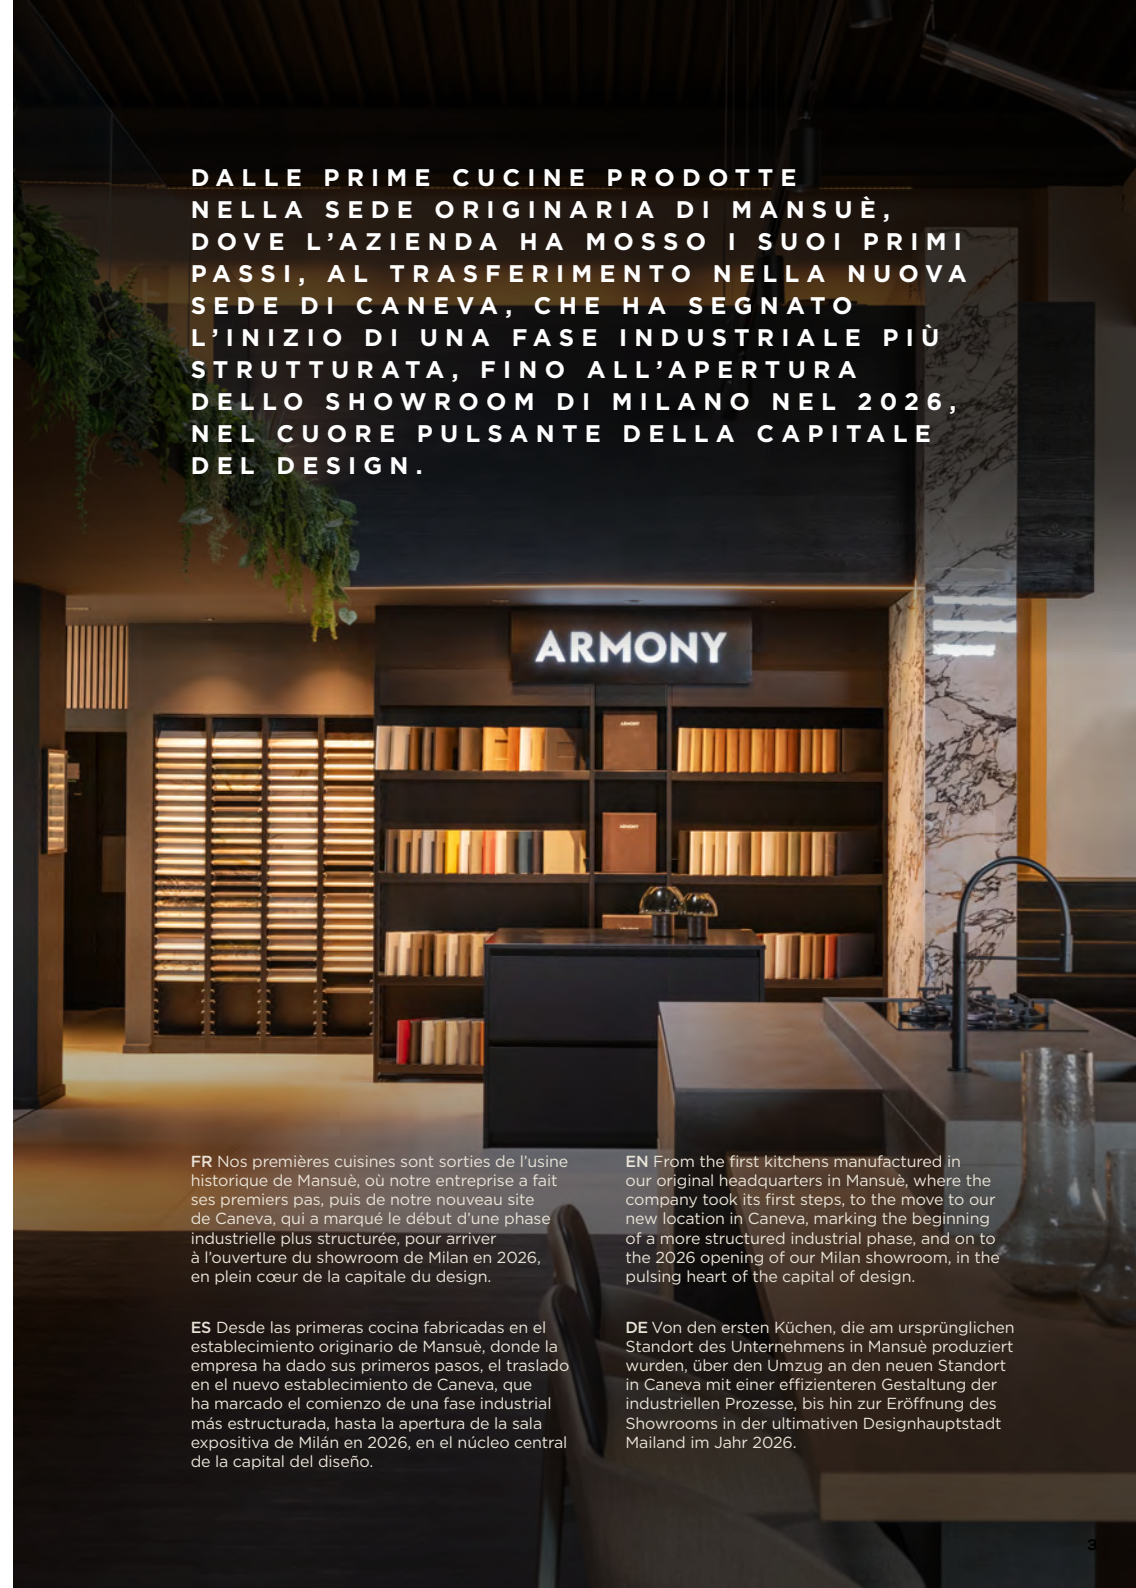 DALLE PRIME CUCINE PRODOTTE
NELLA SEDE ORIGINARIA DI MANSUÈ,
DOVE L’AZIENDA HA MOSSO I SUOI PRIMI
PASSI, AL TRASFERIMENTO NELLA NUOVA
SEDE DI CANEVA, CHE HA SEGNATO
L’INIZIO DI UNA FASE INDUSTRIALE PIÙ
STRUTTURATA, FINO ALL’APERTURA
DELLO SHOWROOM DI MILANO NEL 2026,
NEL CUORE PULSANTE DELLA CAPITALE
DEL DESIGN.
ARMONY
ARMONY
ARMONY
FR Nos premières cuisines sont sorties de l’usine
historique de Mansuè, où notre entreprise a fait
ses premiers pas, puis de notre nouveau site
de Caneva, qui a marqué le début d’une phase
industrielle plus structurée, pour arriver
à l’ouverture du showroom de Milan en 2026,
en plein cœur de la capitale du design.
EN From the first kitchens manufactured in
our original headquarters in Mansuè, where the
company took its first steps, to the move to our
new location in Caneva, marking the beginning
of a more structured industrial phase, and on to
the 2026 opening of our Milan showroom, in the
pulsing heart of the capital of design.
ES Desde las primeras cocina fabricadas en el
establecimiento originario de Mansuè, donde la
empresa ha dado sus primeros pasos, el traslado
en el nuevo establecimiento de Caneva, que
ha marcado el comienzo de una fase industrial
más estructurada, hasta la apertura de la sala
expositiva de Milán en 2026, en el núcleo central
de la capital del diseño.
DE Von den ersten Küchen, die am ursprünglichen
Standort des Unternehmens in Mansuè produziert
wurden, über den Umzug an den neuen Standort
in Caneva mit einer effizienteren Gestaltung der
industriellen Prozesse, bis hin zur Eröffnung des
Showrooms in der ultimativen Designhauptstadt
Mailand im Jahr 2026.
3